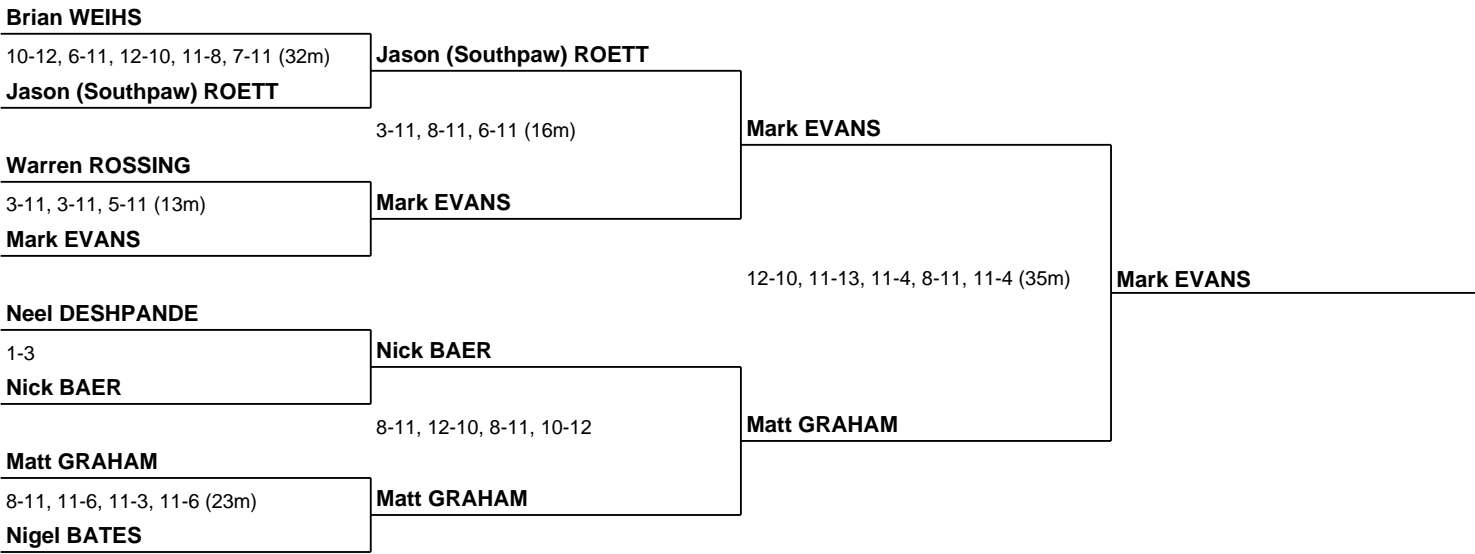 Brian WEIHS
10-12, 6-11, 12-10, 11-8, 7-11 (32m)
Jason (Southpaw) ROETT
Jason (Southpaw) ROETT
3-11, 8-11, 6-11 (16m)
Mark EVANS
Warren ROSSING
3-11, 3-11, 5-11 (13m)
Mark EVANS
Mark EVANS
12-10, 11-13, 11-4, 8-11, 11-4 (35m)
Mark EVANS
Neel DESHPANDE
1-3
Nick BAER
Nick BAER
8-11, 12-10, 8-11, 10-12
Matt GRAHAM
Matt GRAHAM
8-11, 11-6, 11-3, 11-6 (23m)
Nigel BATES
Matt GRAHAM